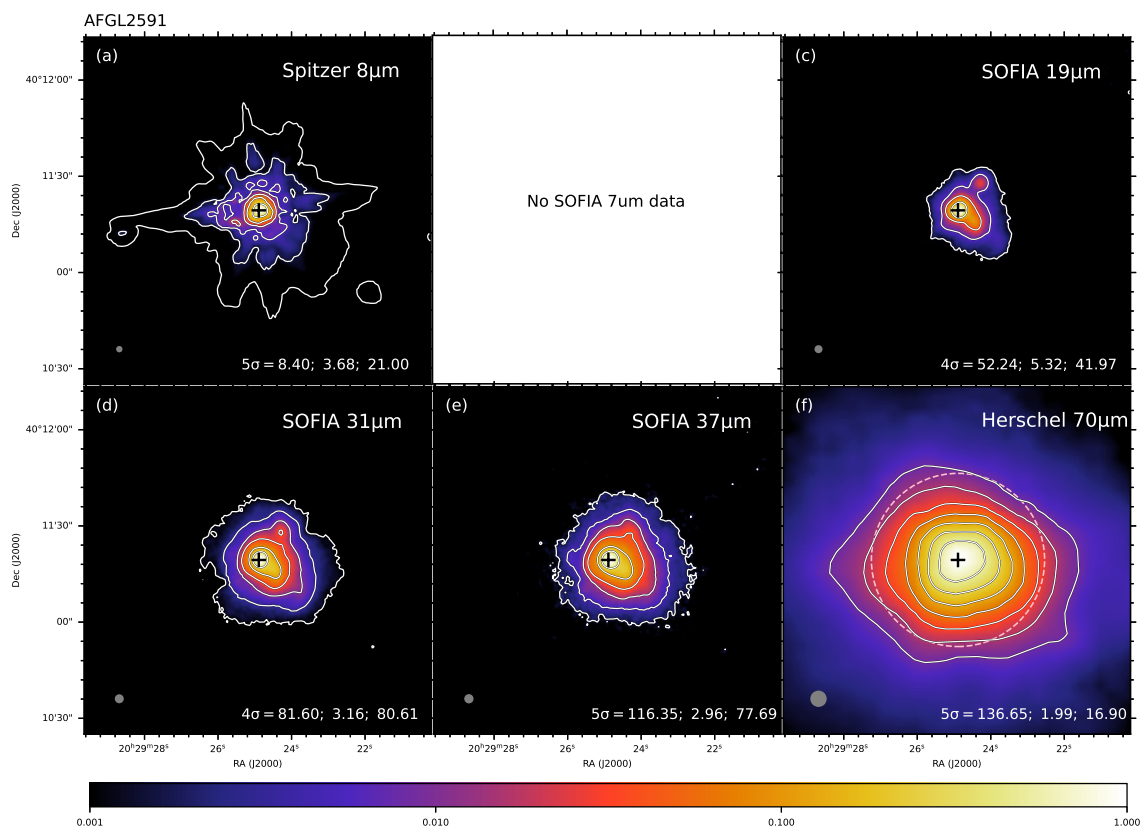 AFGL2591
(a)
Spitzer 8μm
No SOFIA 7um data
(c)
SOFIA 19μm
40°12'00"
11'30"
00"
10'30"
Dec (J2000)
5σ = 8.40; 3.68; 21.00
4σ = 52.24; 5.32; 41.97
(d)
SOFIA 31μm
(e)
SOFIA 37μm
(f)
Herschel 70μm
40°12'00"
11'30"
00"
10'30"
Dec (J2000)
4σ = 81.60; 3.16; 80.61
5σ = 116.35; 2.96; 77.69
5σ = 136.65; 1.99; 16.90
20ʰ29ᵐ28ˢ 26ˢ 24ˢ 22ˢ
20ʰ29ᵐ28ˢ 26ˢ 24ˢ 22ˢ
20ʰ29ᵐ28ˢ 26ˢ 24ˢ 22ˢ
RA (J2000)
RA (J2000)
RA (J2000)
0.001 0.010 0.100 1.000